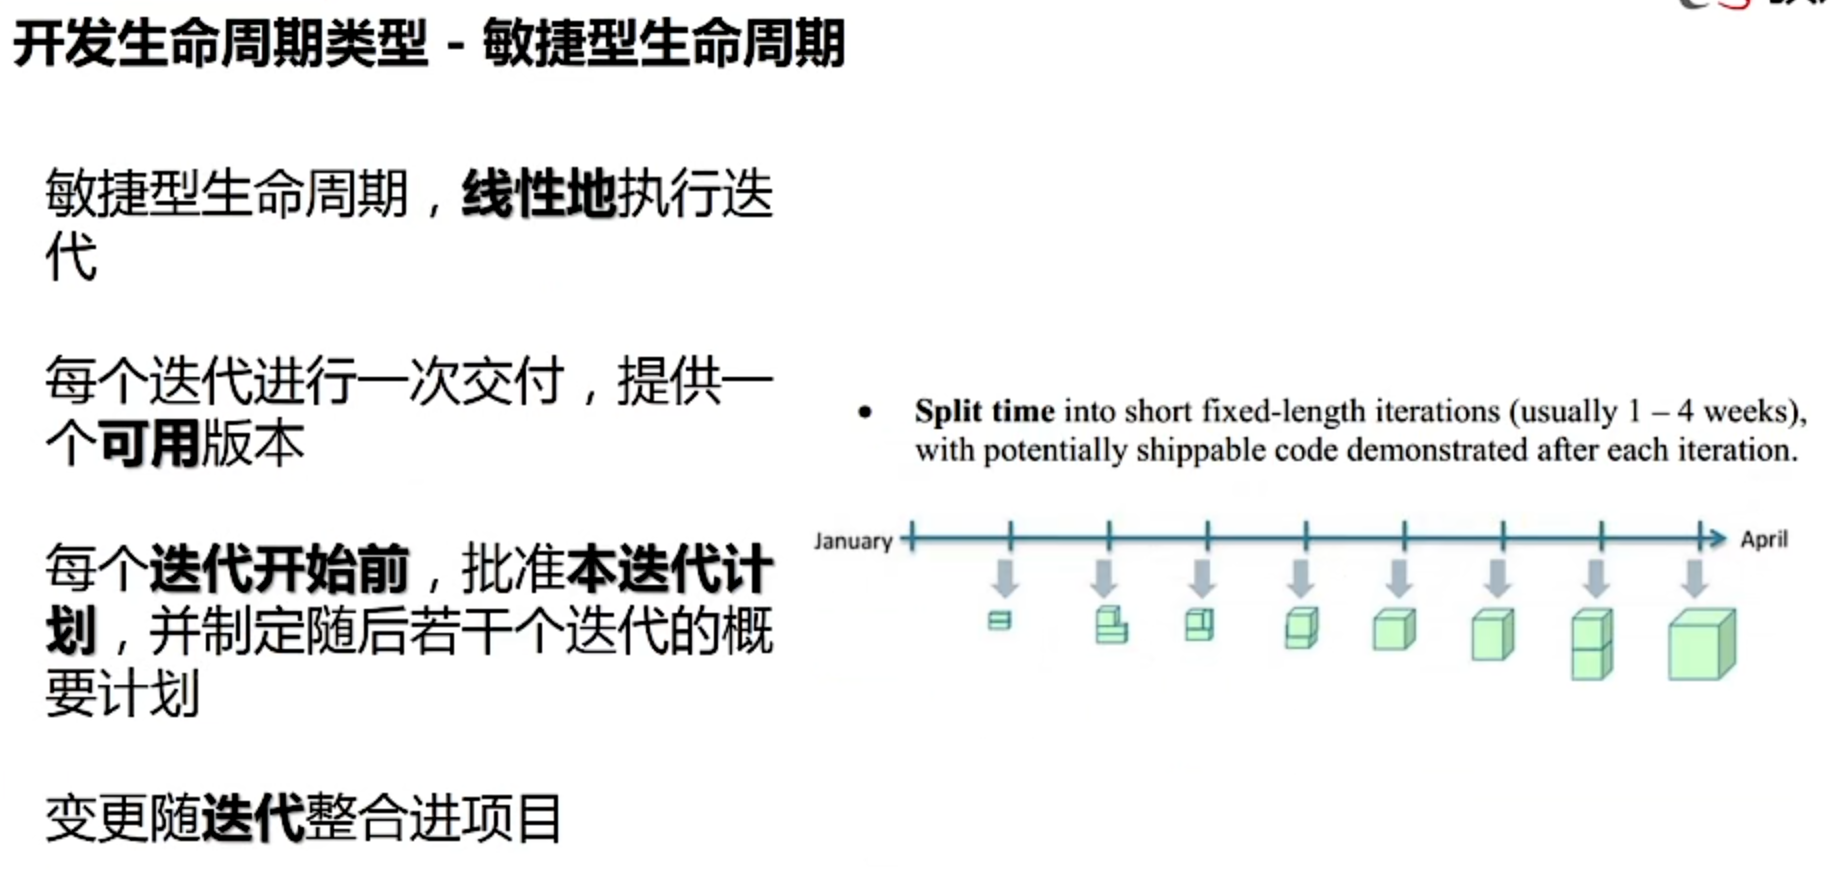 开发生命周期类型 - 敏捷型生命周期
敏捷型生命周期，线性地执行迭
代
每个迭代进行一次交付，提供一
个可用版本
每个迭代开始前，批准本迭代计
划，并制定随后若干个迭代的概
要计划
变更随迭代整合进项目
• Split time into short fixed-length iterations (usually 1 – 4 weeks),
with potentially shippable code demonstrated after each iteration.
January
April